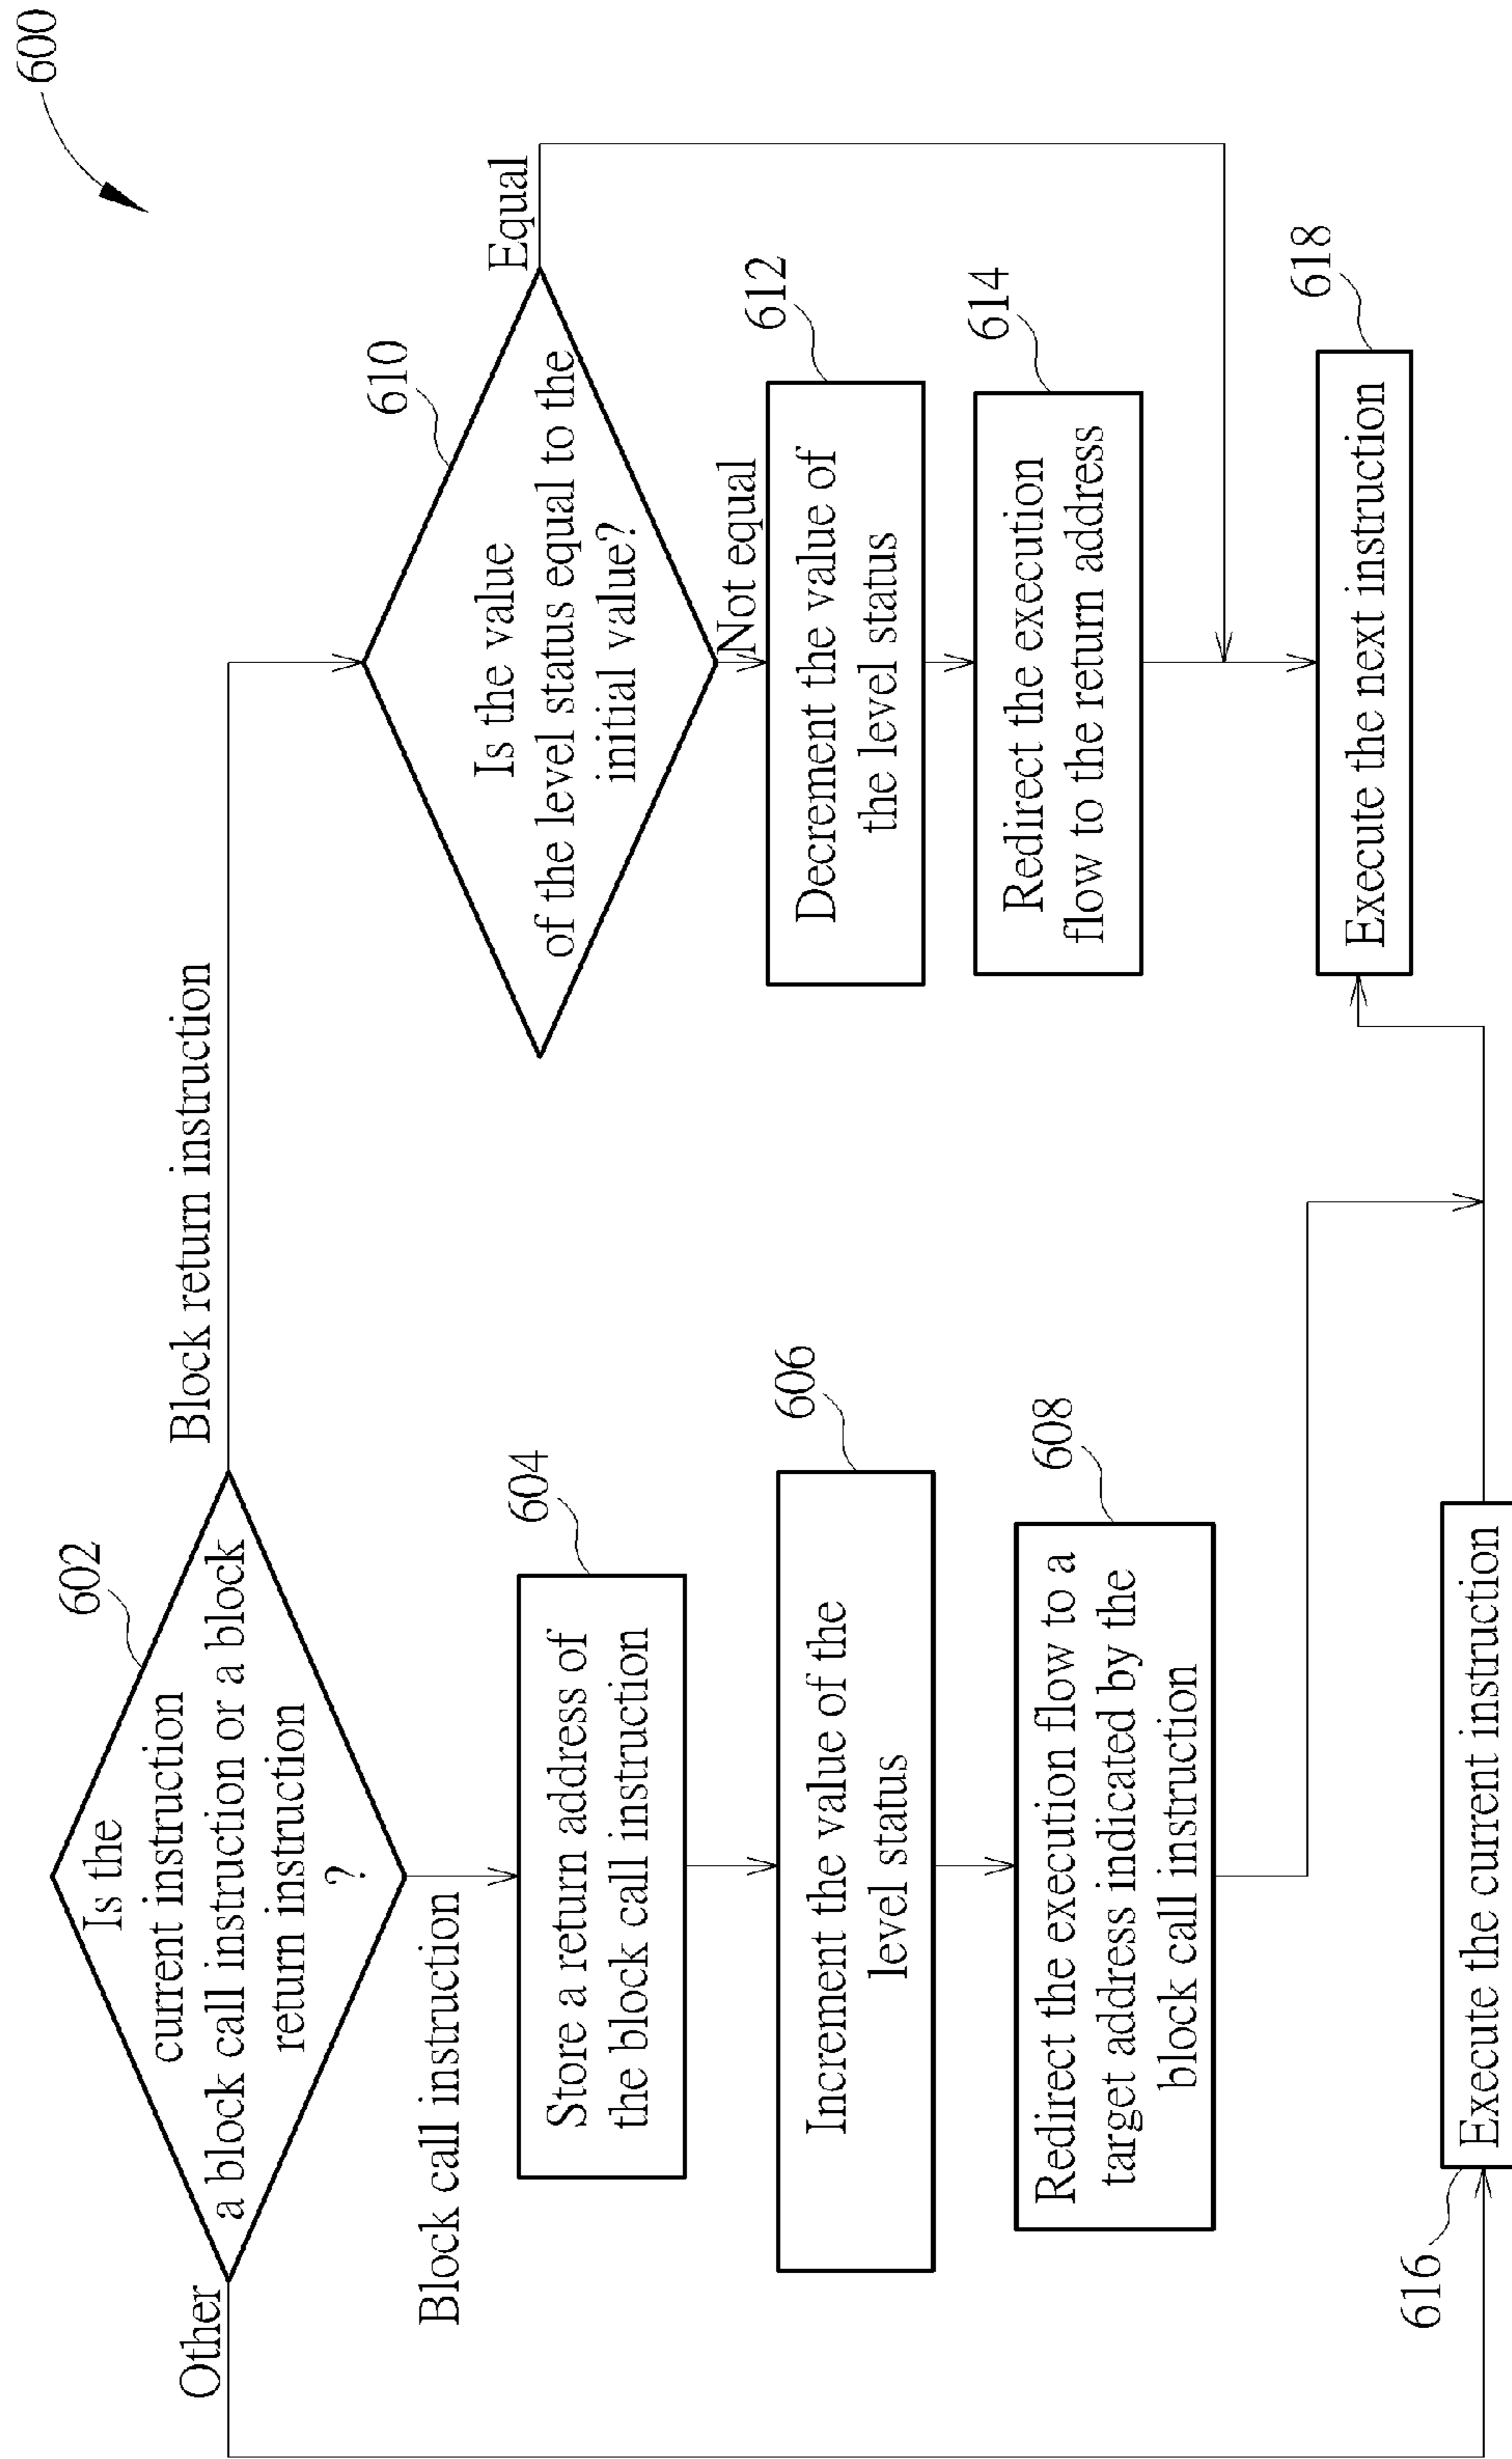 600
602
Is the
current instruction
a block call instruction or a block
return instruction
?
Other
Block call instruction
Block return instruction
604
Store a return address of
the block call instruction
606
Increment the value of the
level status
608
Redirect the execution flow to a
target address indicated by the
block call instruction
610
Is the value
of the level status equal to the
initial value?
Equal
Not equal
612
Decrement the value of
the level status
614
Redirect the execution
flow to the return address
616
Execute the current instruction
618
Execute the next instruction